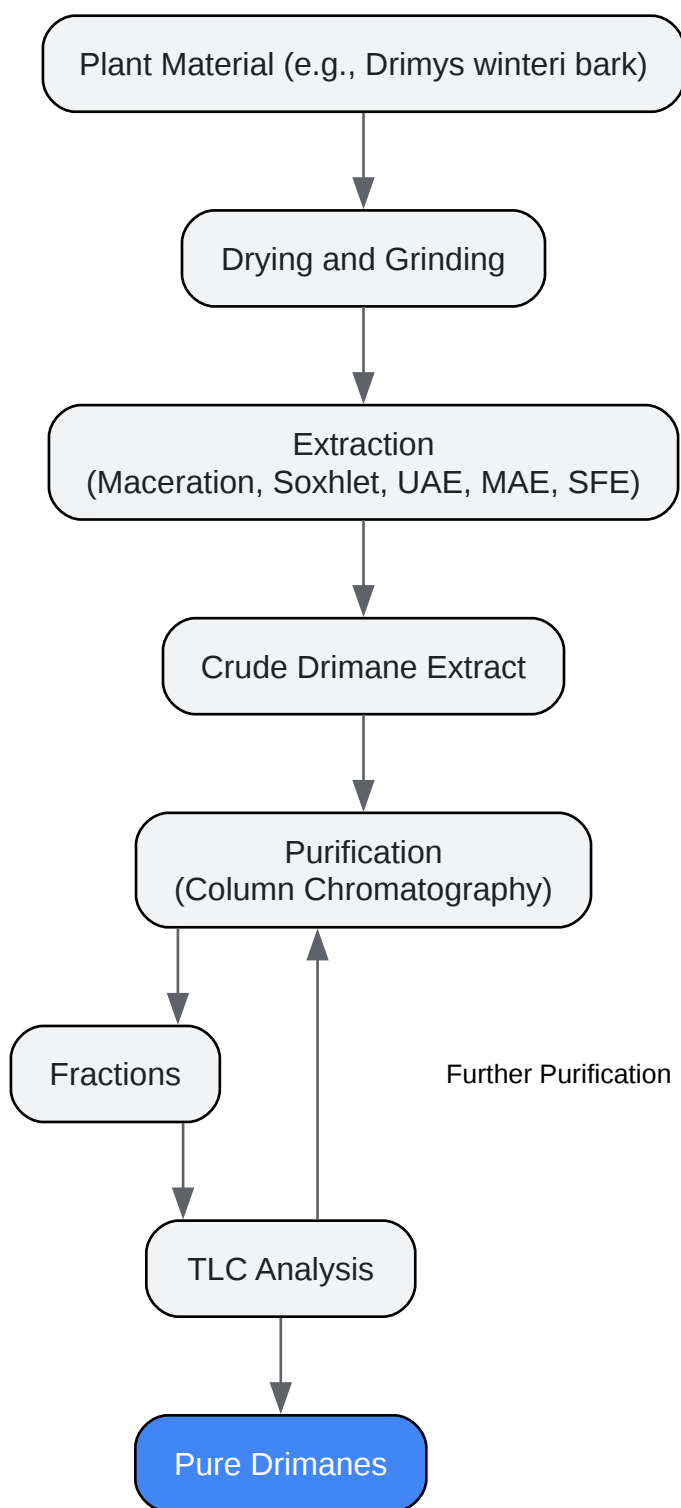 Plant Material (e.g., Drimys winteri bark)
Drying and Grinding
Extraction
(Maceration, Soxhlet, UAE, MAE, SFE)
Crude Drimane Extract
Purification
(Column Chromatography)
Fractions
Further Purification
TLC Analysis
Pure Drimanes